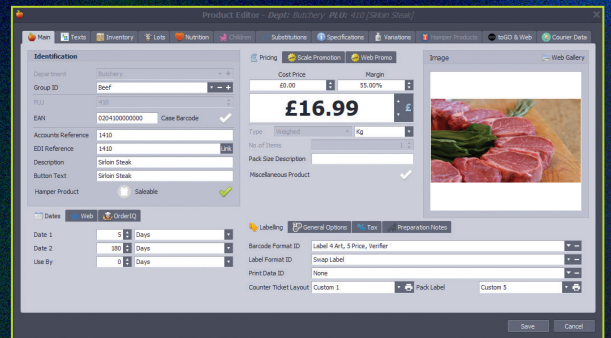 Product Editor - Dept: Butchery PLU#: 410 [Sirloin Steak]
Main Texts Inventory Lists Nutrition Children Substitutions Specifications Variations Hamper Products toGO & Web Courier Data
Identification
Department Butchery
Group ID Beef
PLU 410
EAN 0204100000000 Case Barcode
Accounts Reference 1410
EDI Reference 1410 Link
Description Sirloin Steak
Button Text Sirloin Steak
Hamper Product Saleable
Dates Web OrderIQ
Date 1 5 Days
Date 2 180 Days
Use By 0 Days
Pricing Scale Promotion Web Promo
Cost Price Margin
£0.00 55.00%
£16.99 £
Type Weighed Kg
No of Items 1
Pack Size Description
Miscellaneous Product
Image Web Gallery
Labelling General Options Tax Preparation Notes
Barcode Format ID Label 4 Art, 5 Price, Verifier
Label Format ID Swap Label
Print Data ID None
Counter Ticket Layout Custom 1 Pack Label Custom 5
Save Cancel